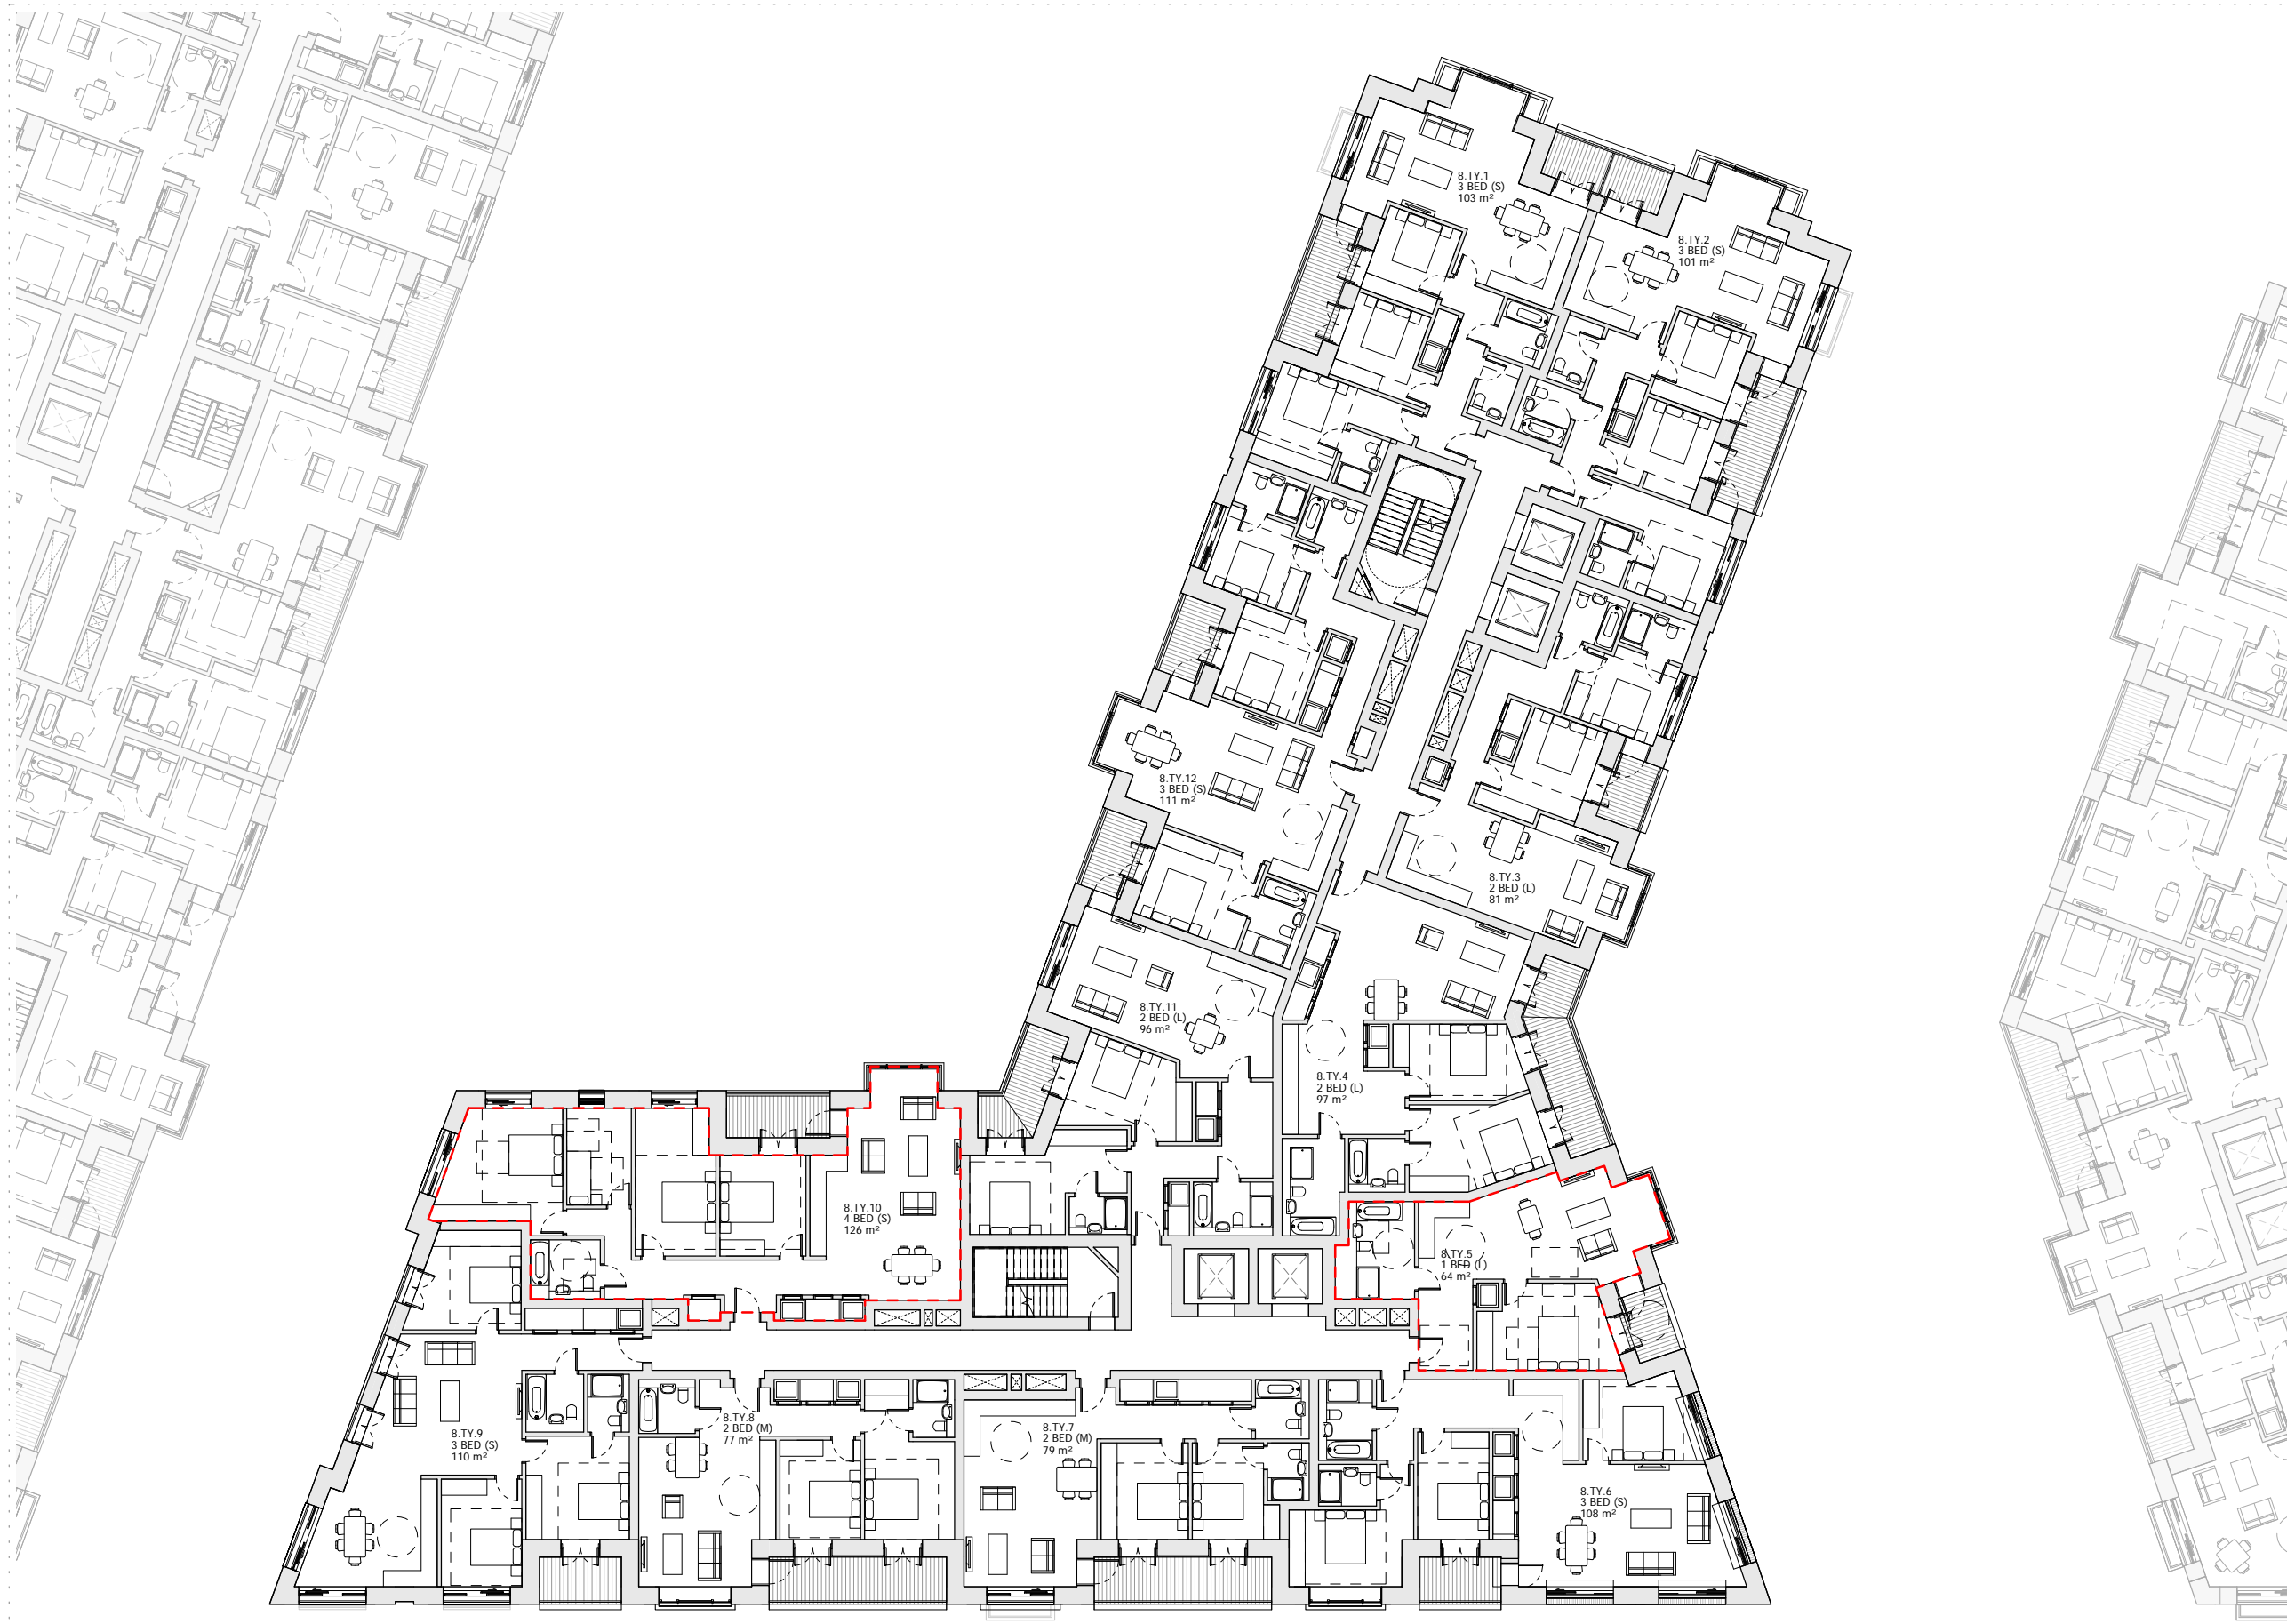 8.TY.1
3 BED (S)
103 m²
8.TY.2
3 BED (S)
101 m²
8.TY.12
3 BED (S)
111 m²
8.TY.3
2 BED (L)
81 m²
8.TY.11
2 BED (L)
96 m²
8.TY.4
2 BED (L)
97 m²
8.TY.10
4 BED (S)
126 m²
8.TY.5
1 BED (L)
64 m²
8.TY.9
3 BED (S)
110 m²
8.TY.8
2 BED (M)
77 m²
8.TY.7
2 BED (M)
79 m²
8.TY.6
3 BED (S)
108 m²